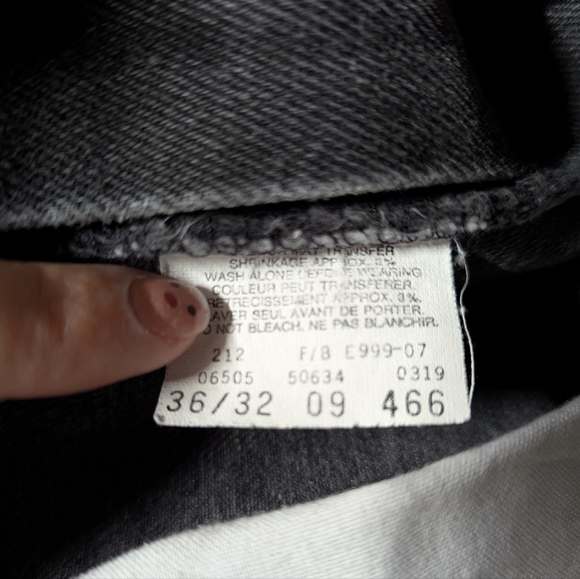 TRANSFER
SHRINKAGE APPROX. 3%
WASH ALONE BEFORE WEARING
COULEUR PEUT TRANSFERER.
RETRECISSEMENT APPROX. 3%.
LAVER SEUL AVANT DE PORTER.
DO NOT BLEACH. NE PAS BLANCHIR.
212 F/B E999-07
06505 50634 0319
36/32 09 466